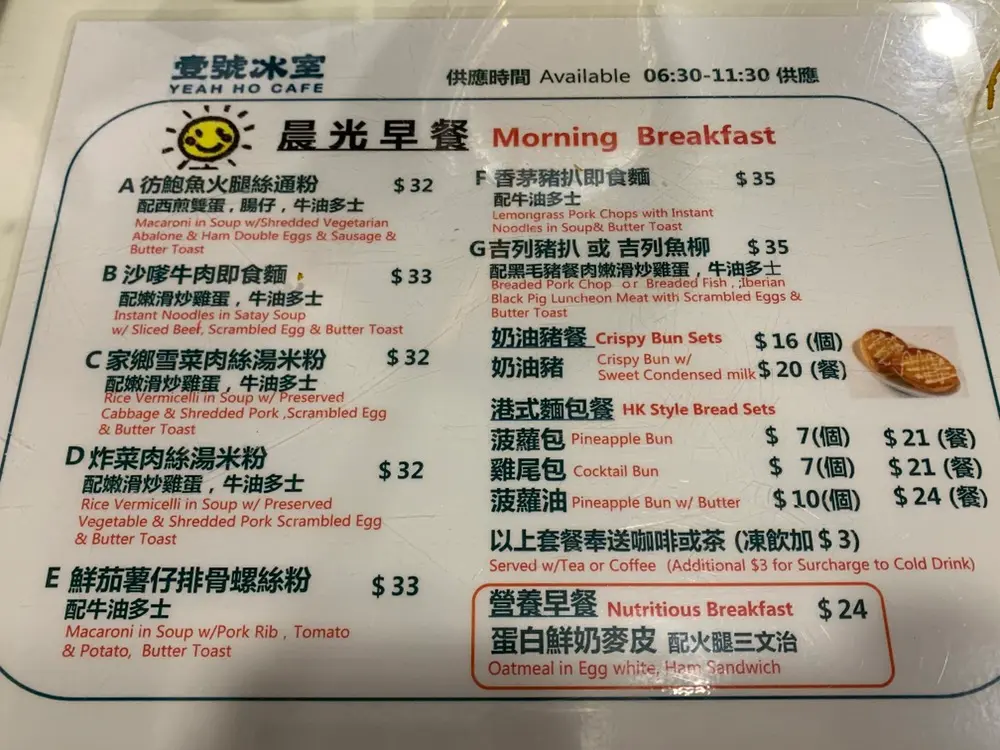 壹號冰室
YEAH HO CAFE
供應時間 Available 06:30-11:30 供應
晨光早餐 Morning Breakfast
A 彷鮑魚火腿絲通粉 $32
配西煎雙蛋，腸仔，牛油多士
Macaroni in Soup w/Shredded Vegetarian
Abalone & Ham Double Eggs & Sausage &
Butter Toast
B 沙嗲牛肉即食麵 $33
配嫩滑炒雞蛋，牛油多士
Instant Noodles in Satay Soup
w/ Sliced Beef, Scrambled Egg & Butter Toast
C 家鄉雪菜肉絲湯米粉 $32
配嫩滑炒雞蛋，牛油多士
Rice Vermicelli in Soup w/ Preserved
Cabbage & Shredded Pork ,Scrambled Egg
& Butter Toast
D 炸菜肉絲湯米粉 $32
配嫩滑炒雞蛋，牛油多士
Rice Vermicelli in Soup w/ Preserved
Vegetable & Shredded Pork Scrambled Egg
& Butter Toast
E 鮮茄薯仔排骨螺絲粉 $33
配牛油多士
Macaroni in Soup w/Pork Rib , Tomato
& Potato, Butter Toast
F 香茅豬扒即食麵 $35
配牛油多士
Lemongrass Pork Chops with Instant
Noodles in Soup& Butter Toast
G 吉列豬扒 或 吉列魚柳 $35
配黑毛豬餐肉嫩滑炒雞蛋，牛油多士
Breaded Pork Chop or Breaded Fish , ;Iberian
Black Pig Luncheon Meat with Scrambled Eggs &
Butter Toast
奶油豬餐 Crispy Bun Sets $16 (個)
奶油豬 Crispy Bun w/
Sweet Condensed milk $20 (餐)
港式麵包餐 HK Style Bread Sets
菠蘿包 Pineapple Bun $ 7(個) $21 (餐)
雞尾包 Cocktail Bun $ 7(個) $21 (餐)
菠蘿油 Pineapple Bun w/ Butter $10(個) $24 (餐)
以上套餐奉送咖啡或茶 (凍飲加 $3)
Served w/Tea or Coffee (Additional $3 for Surcharge to Cold Drink)
營養早餐 Nutritious Breakfast $24
蛋白鮮奶麥皮 配火腿三文治
Oatmeal in Egg white, Ham Sandwich